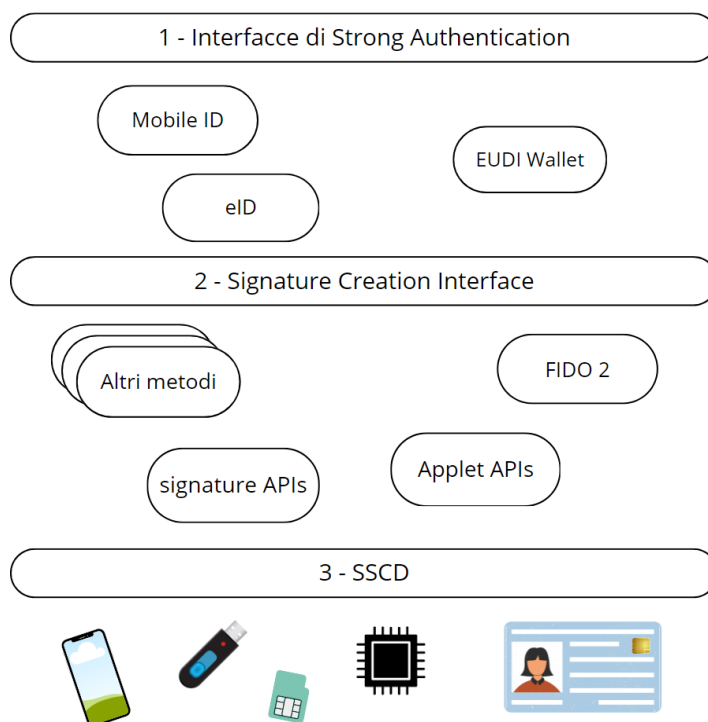 1 - Interfacce di Strong Authentication
Mobile ID
EUDI Wallet
eID
2 - Signature Creation Interface
Altri metodi
FIDO 2
signature APIs
Applet APIs
3 - SSCD